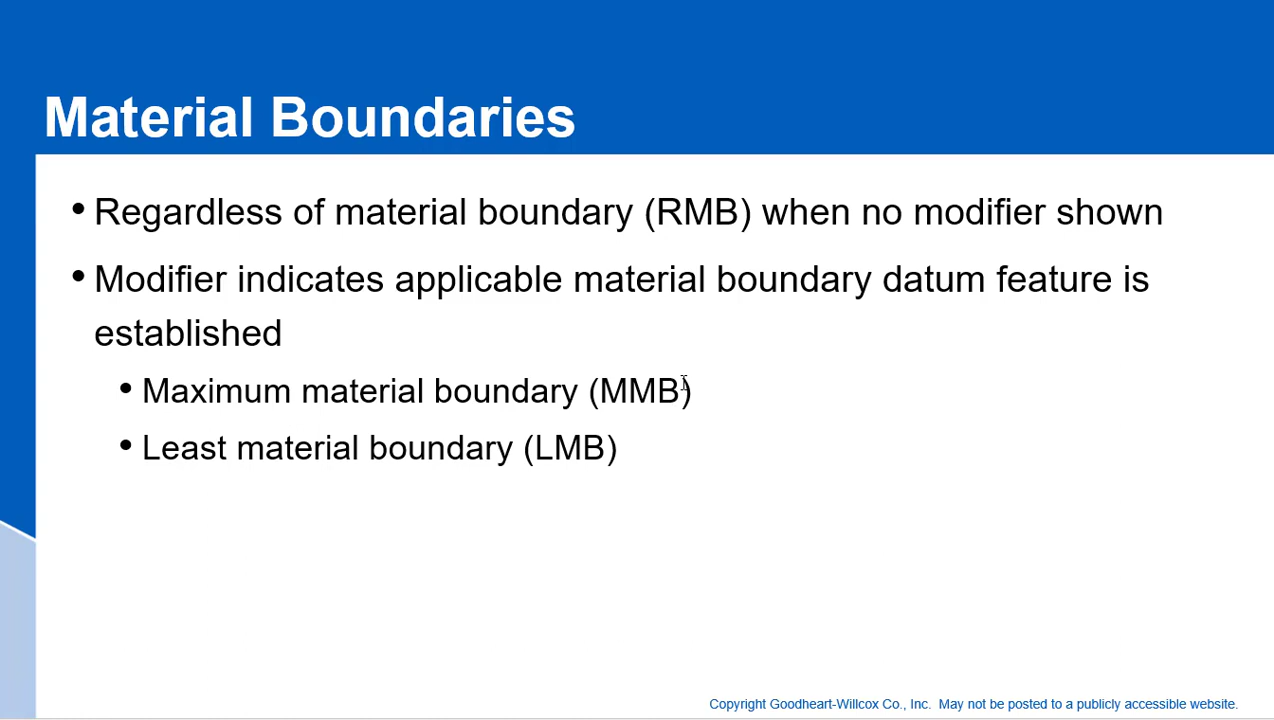 Material Boundaries
• Regardless of material boundary (RMB) when no modifier shown
• Modifier indicates applicable material boundary datum feature is
established
• Maximum material boundary (MMB)
• Least material boundary (LMB)
Copyright Goodheart-Willcox Co., Inc. May not be posted to a publicly accessible website.